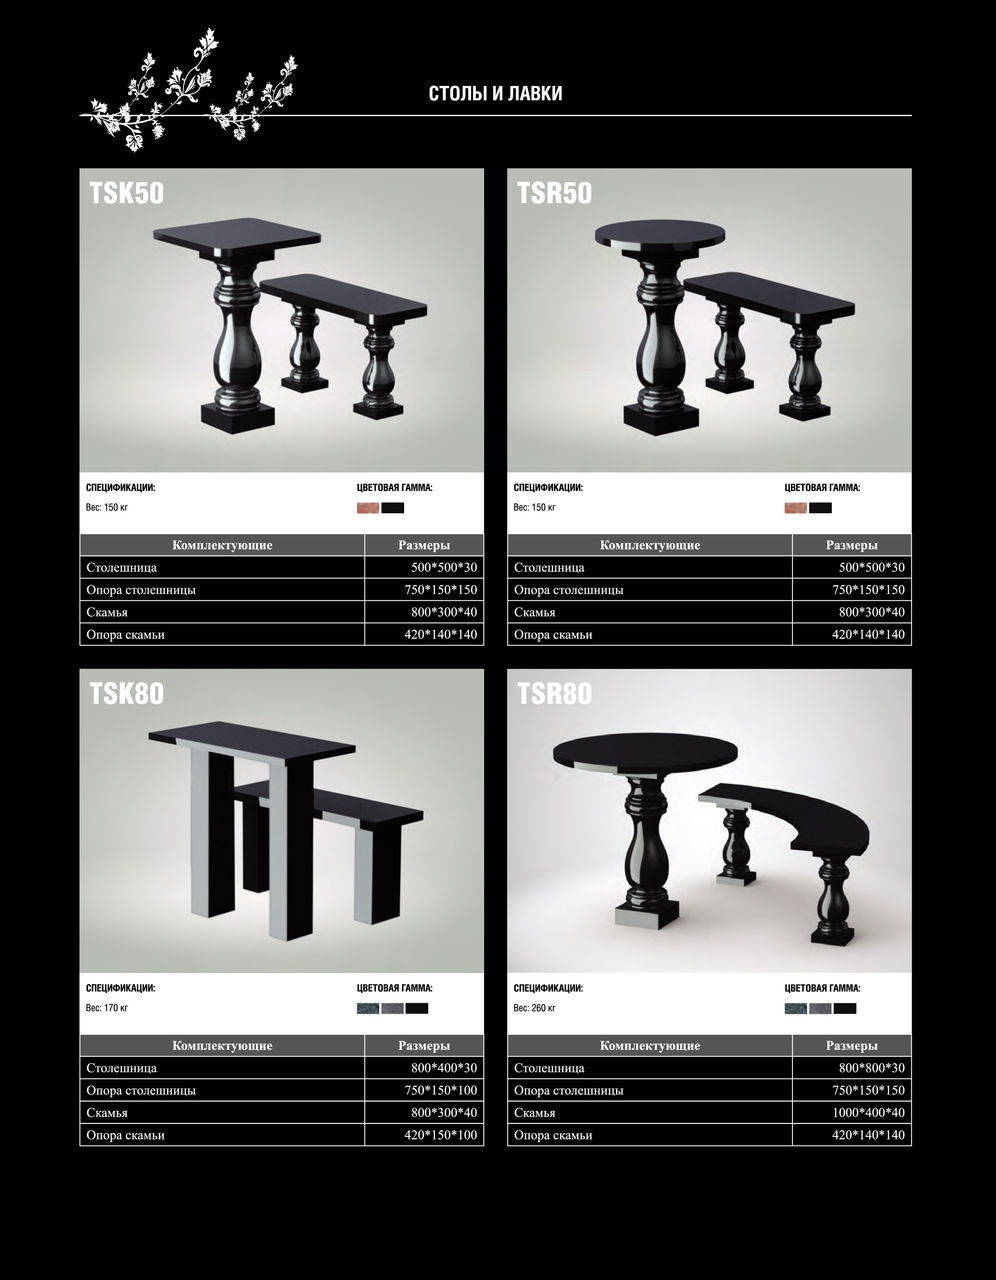 СТОЛЫ И ЛАВКИ
TSK50
СПЕЦИФИКАЦИИ: ЦВЕТОВАЯ ГАММА:
Вес: 150 кг
Комплектующие Размеры
Столешница 500*500*30
Опора столешницы 750*150*150
Скамья 800*300*40
Опора скамьи 420*140*140
TSR50
СПЕЦИФИКАЦИИ: ЦВЕТОВАЯ ГАММА:
Вес: 150 кг
Комплектующие Размеры
Столешница 500*500*30
Опора столешницы 750*150*150
Скамья 800*300*40
Опора скамьи 420*140*140
TSK80
СПЕЦИФИКАЦИИ: ЦВЕТОВАЯ ГАММА:
Вес: 170 кг
Комплектующие Размеры
Столешница 800*400*30
Опора столешницы 750*150*100
Скамья 800*300*40
Опора скамьи 420*150*100
TSR80
СПЕЦИФИКАЦИИ: ЦВЕТОВАЯ ГАММА:
Вес: 260 кг
Комплектующие Размеры
Столешница 800*800*30
Опора столешницы 750*150*150
Скамья 1000*400*40
Опора скамьи 420*140*140